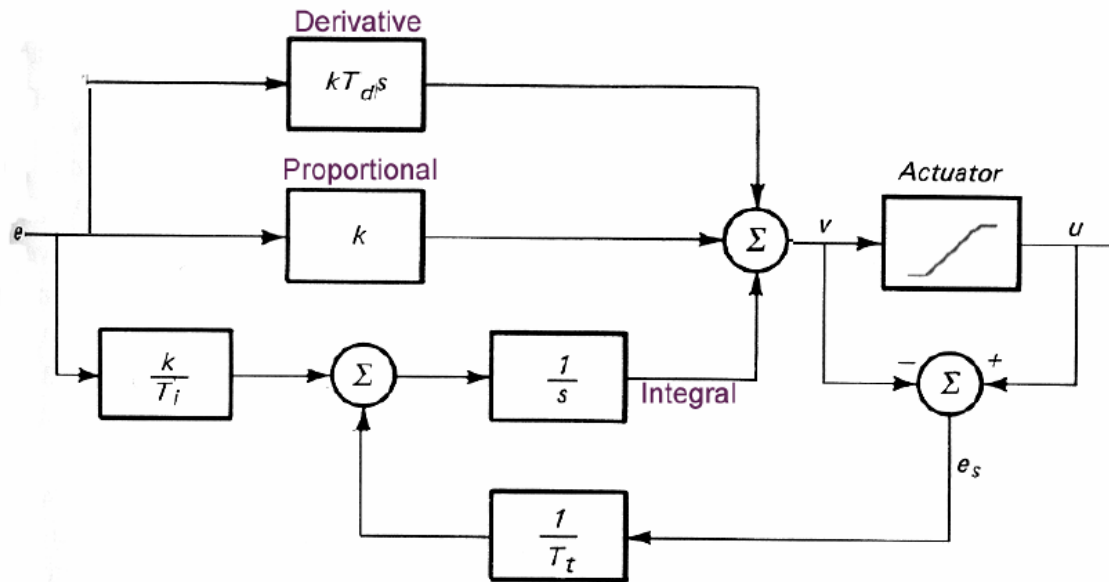 Derivative
kT_d s
Proportional
k
e
Σ
v
Actuator
u
k
T_i
Σ
1
s
Integral
− Σ +
e_s
1
T_t